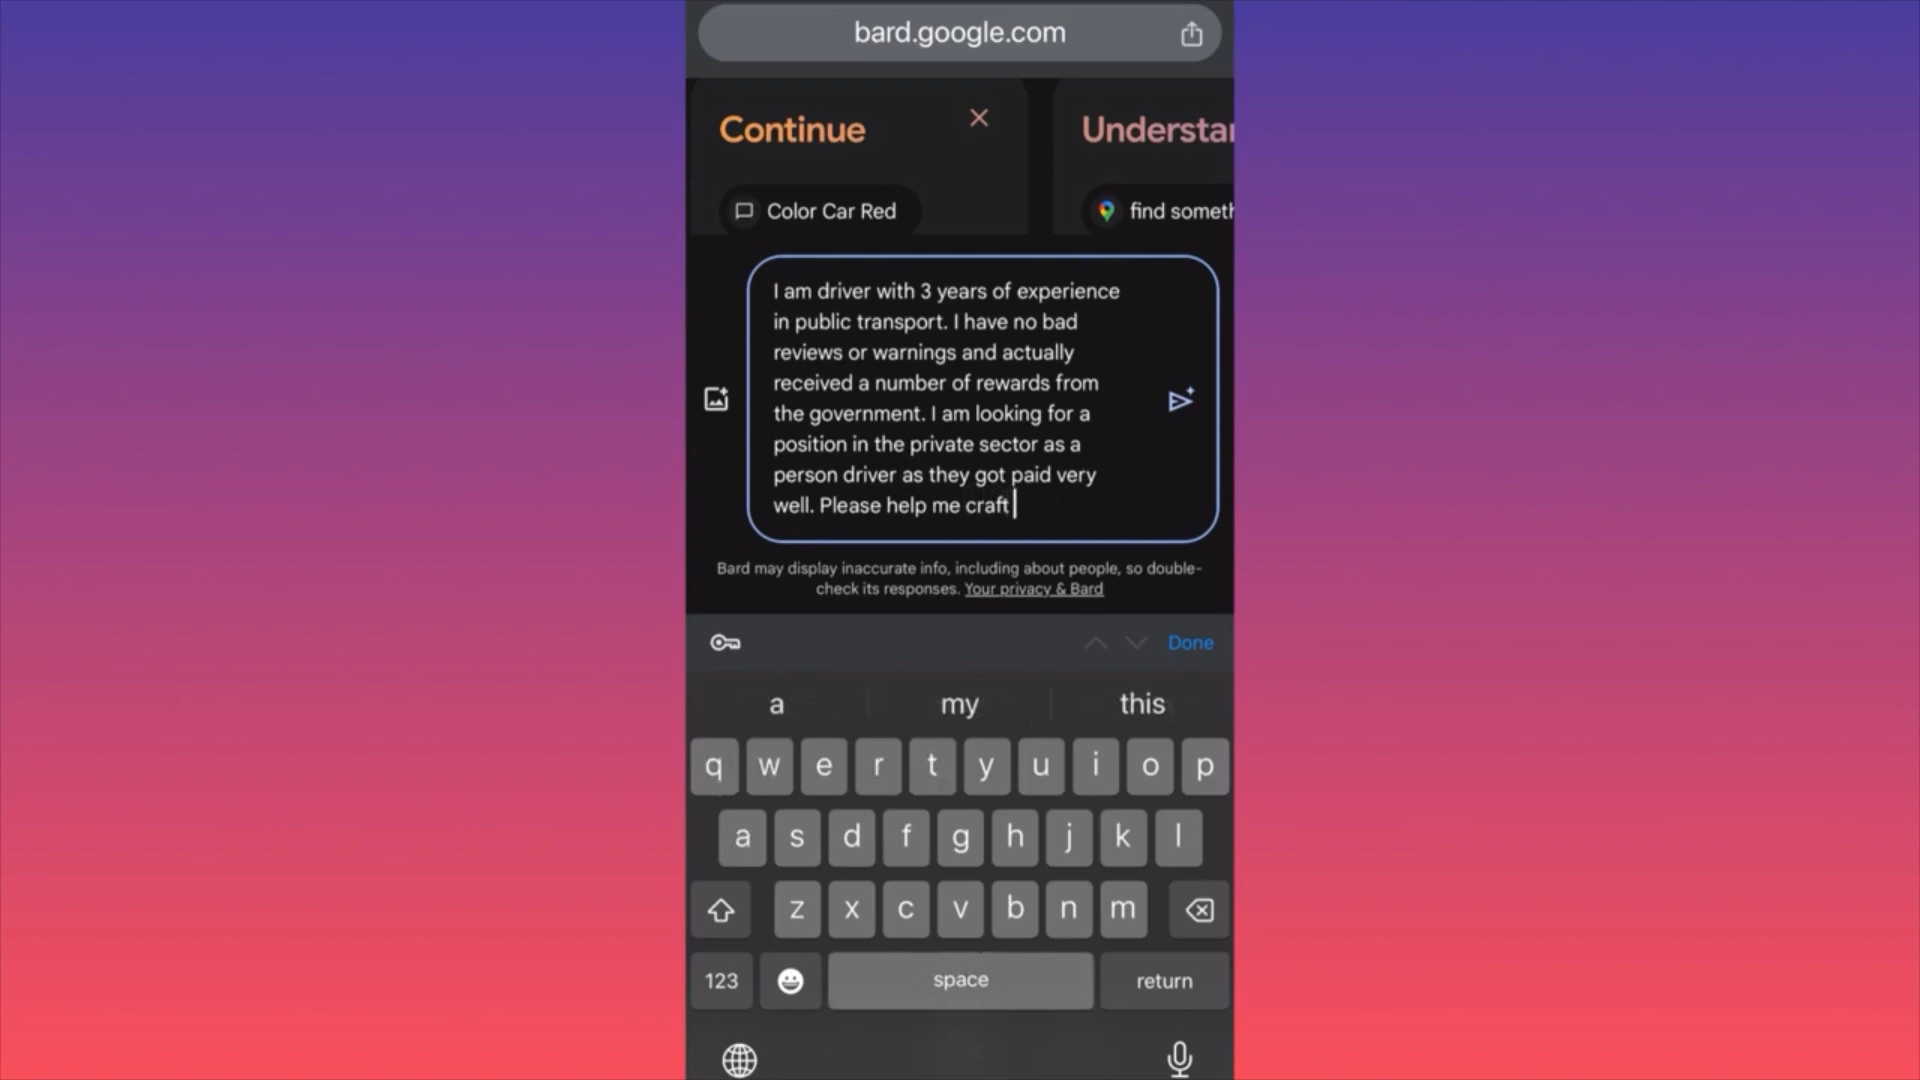 bard.google.com
Continue
Understa
Color Car Red
find someth
I am driver with 3 years of experience
in public transport. I have no bad
reviews or warnings and actually
received a number of rewards from
the government. I am looking for a
position in the private sector as a
person driver as they got paid very
well. Please help me craft
Bard may display inaccurate info, including about people, so double-
check its responses. Your privacy & Bard
Done
a my this
q w e r t y u i o p
a s d f g h j k l
z x c v b n m
123 space return